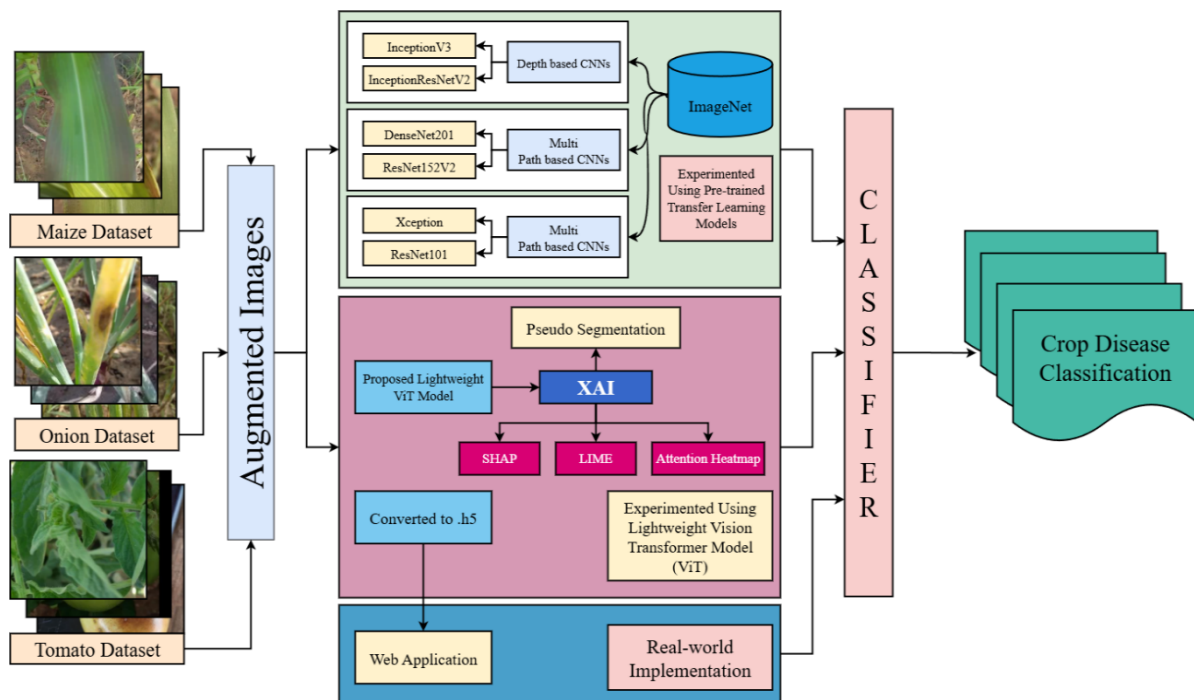 Maize Dataset
Onion Dataset
Tomato Dataset
Augmented Images
InceptionV3
InceptionResNetV2
Depth based CNNs
DenseNet201
ResNet152V2
Multi
Path based CNNs
Xception
ResNet101
Multi
Path based CNNs
ImageNet
Experimented
Using Pre-trained
Transfer Learning
Models
Pseudo Segmentation
Proposed Lightweight
ViT Model
XAI
SHAP
LIME
Attention Heatmap
Converted to .h5
Experimented Using
Lightweight Vision
Transformer Model
(ViT)
Web Application
Real-world
Implementation
CLASSIFIER
Crop Disease
Classification